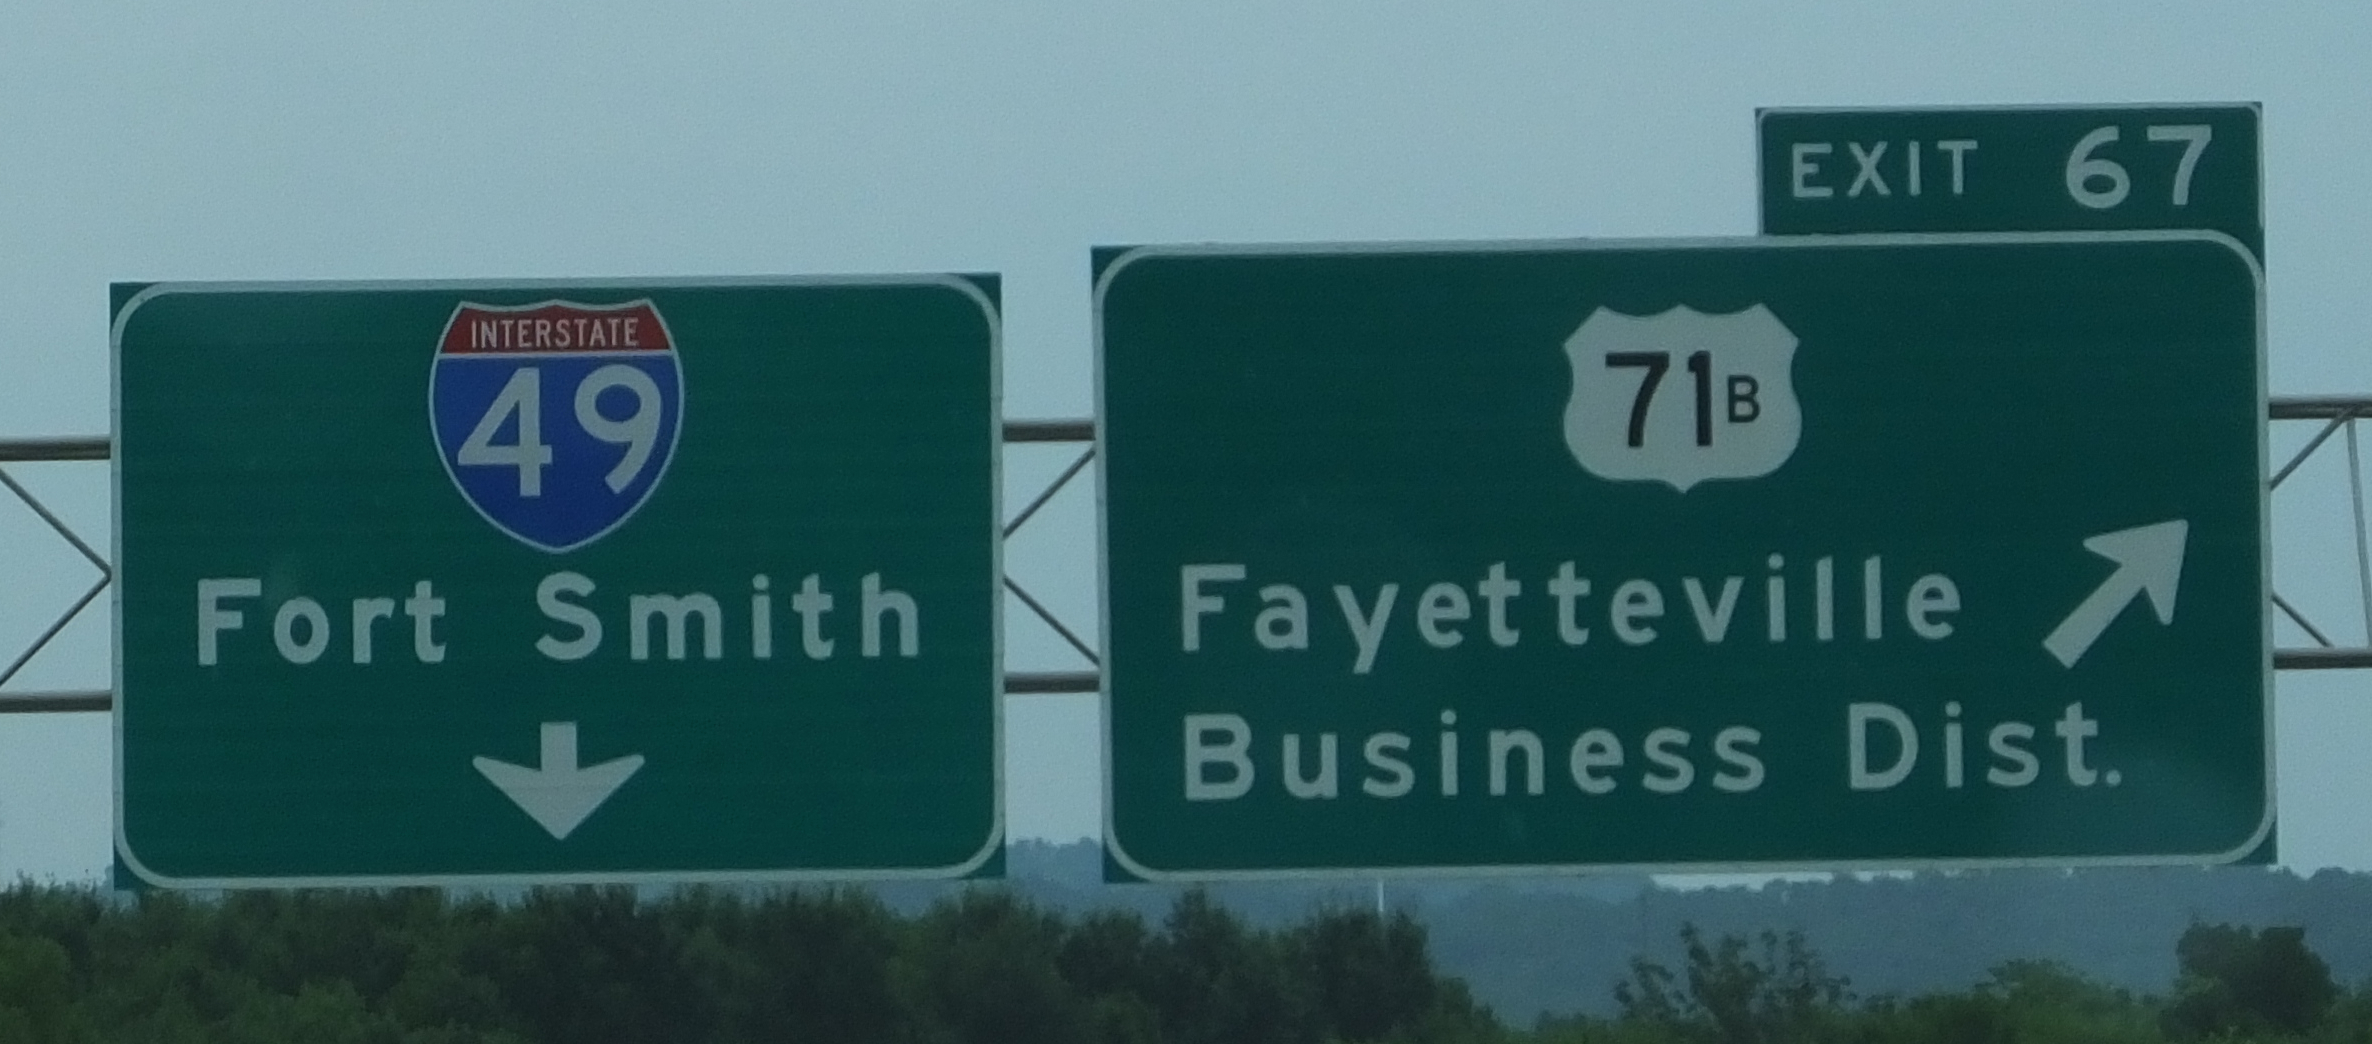 INTERSTATE
49
Fort Smith
EXIT 67
71B
Fayetteville
Business Dist.